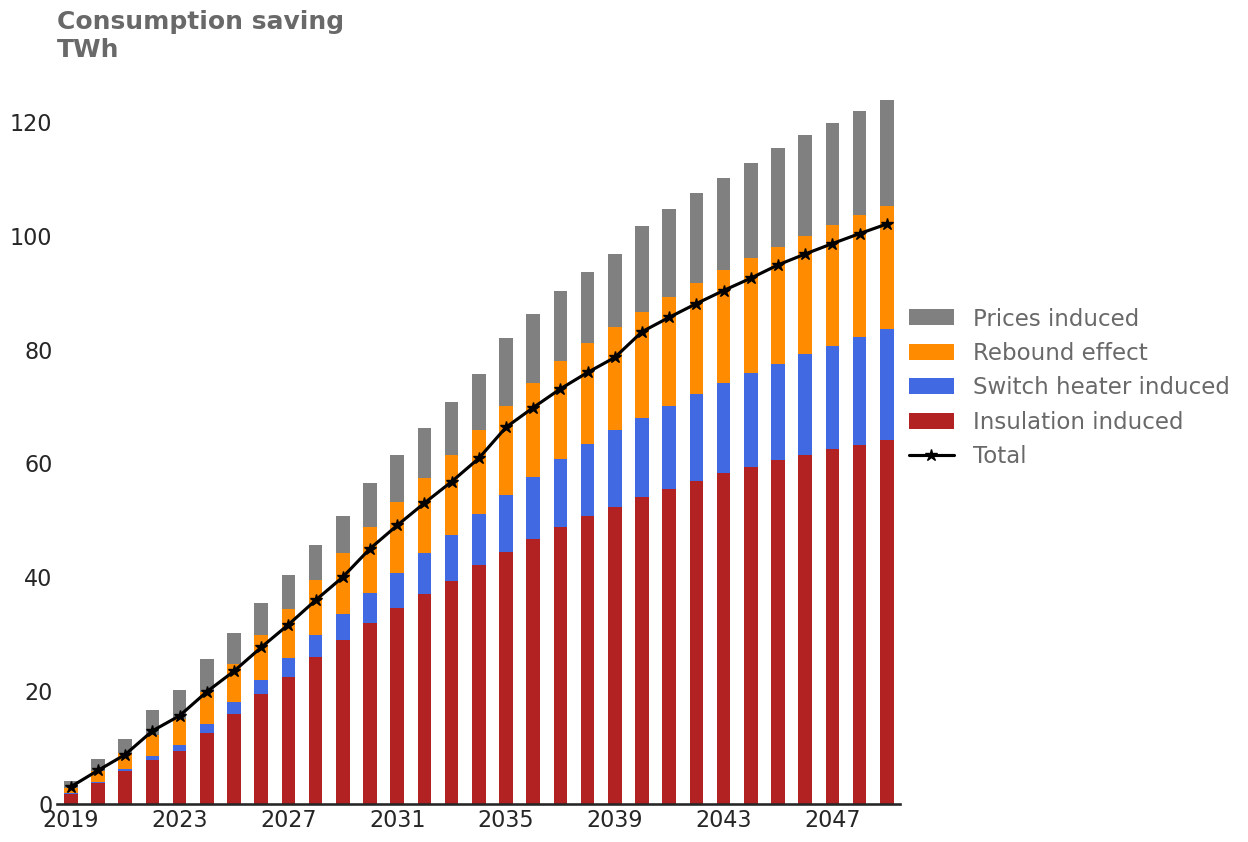 Consumption saving
TWh
120
100
80
60
40
20
0
2019 2023 2027 2031 2035 2039 2043 2047
Prices induced
Rebound effect
Switch heater induced
Insulation induced
Total